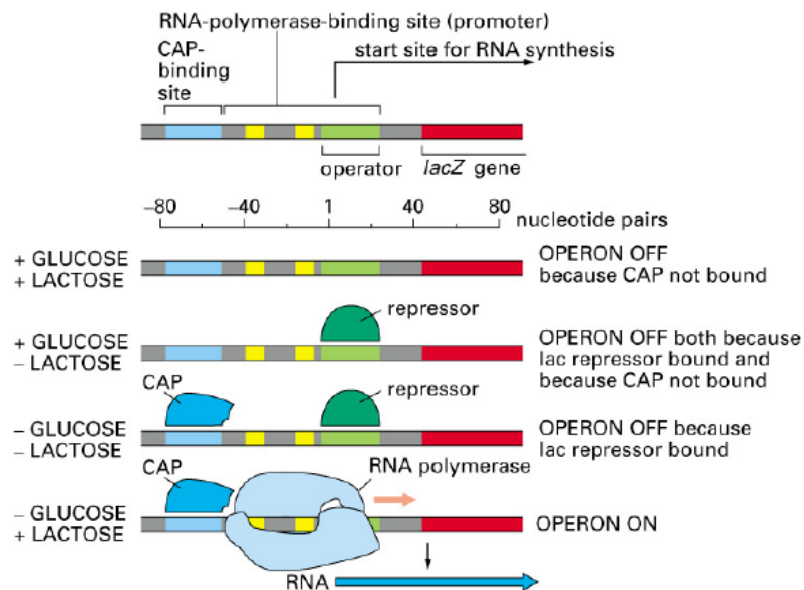 RNA-polymerase-binding site (promoter)
CAP-
binding
site
start site for RNA synthesis
operator
lacZ gene
–80
–40
1
40
80
nucleotide pairs
+ GLUCOSE
+ LACTOSE
OPERON OFF
because CAP not bound
repressor
+ GLUCOSE
– LACTOSE
OPERON OFF both because
lac repressor bound and
because CAP not bound
CAP
repressor
– GLUCOSE
– LACTOSE
OPERON OFF because
lac repressor bound
CAP
RNA polymerase
– GLUCOSE
+ LACTOSE
OPERON ON
RNA